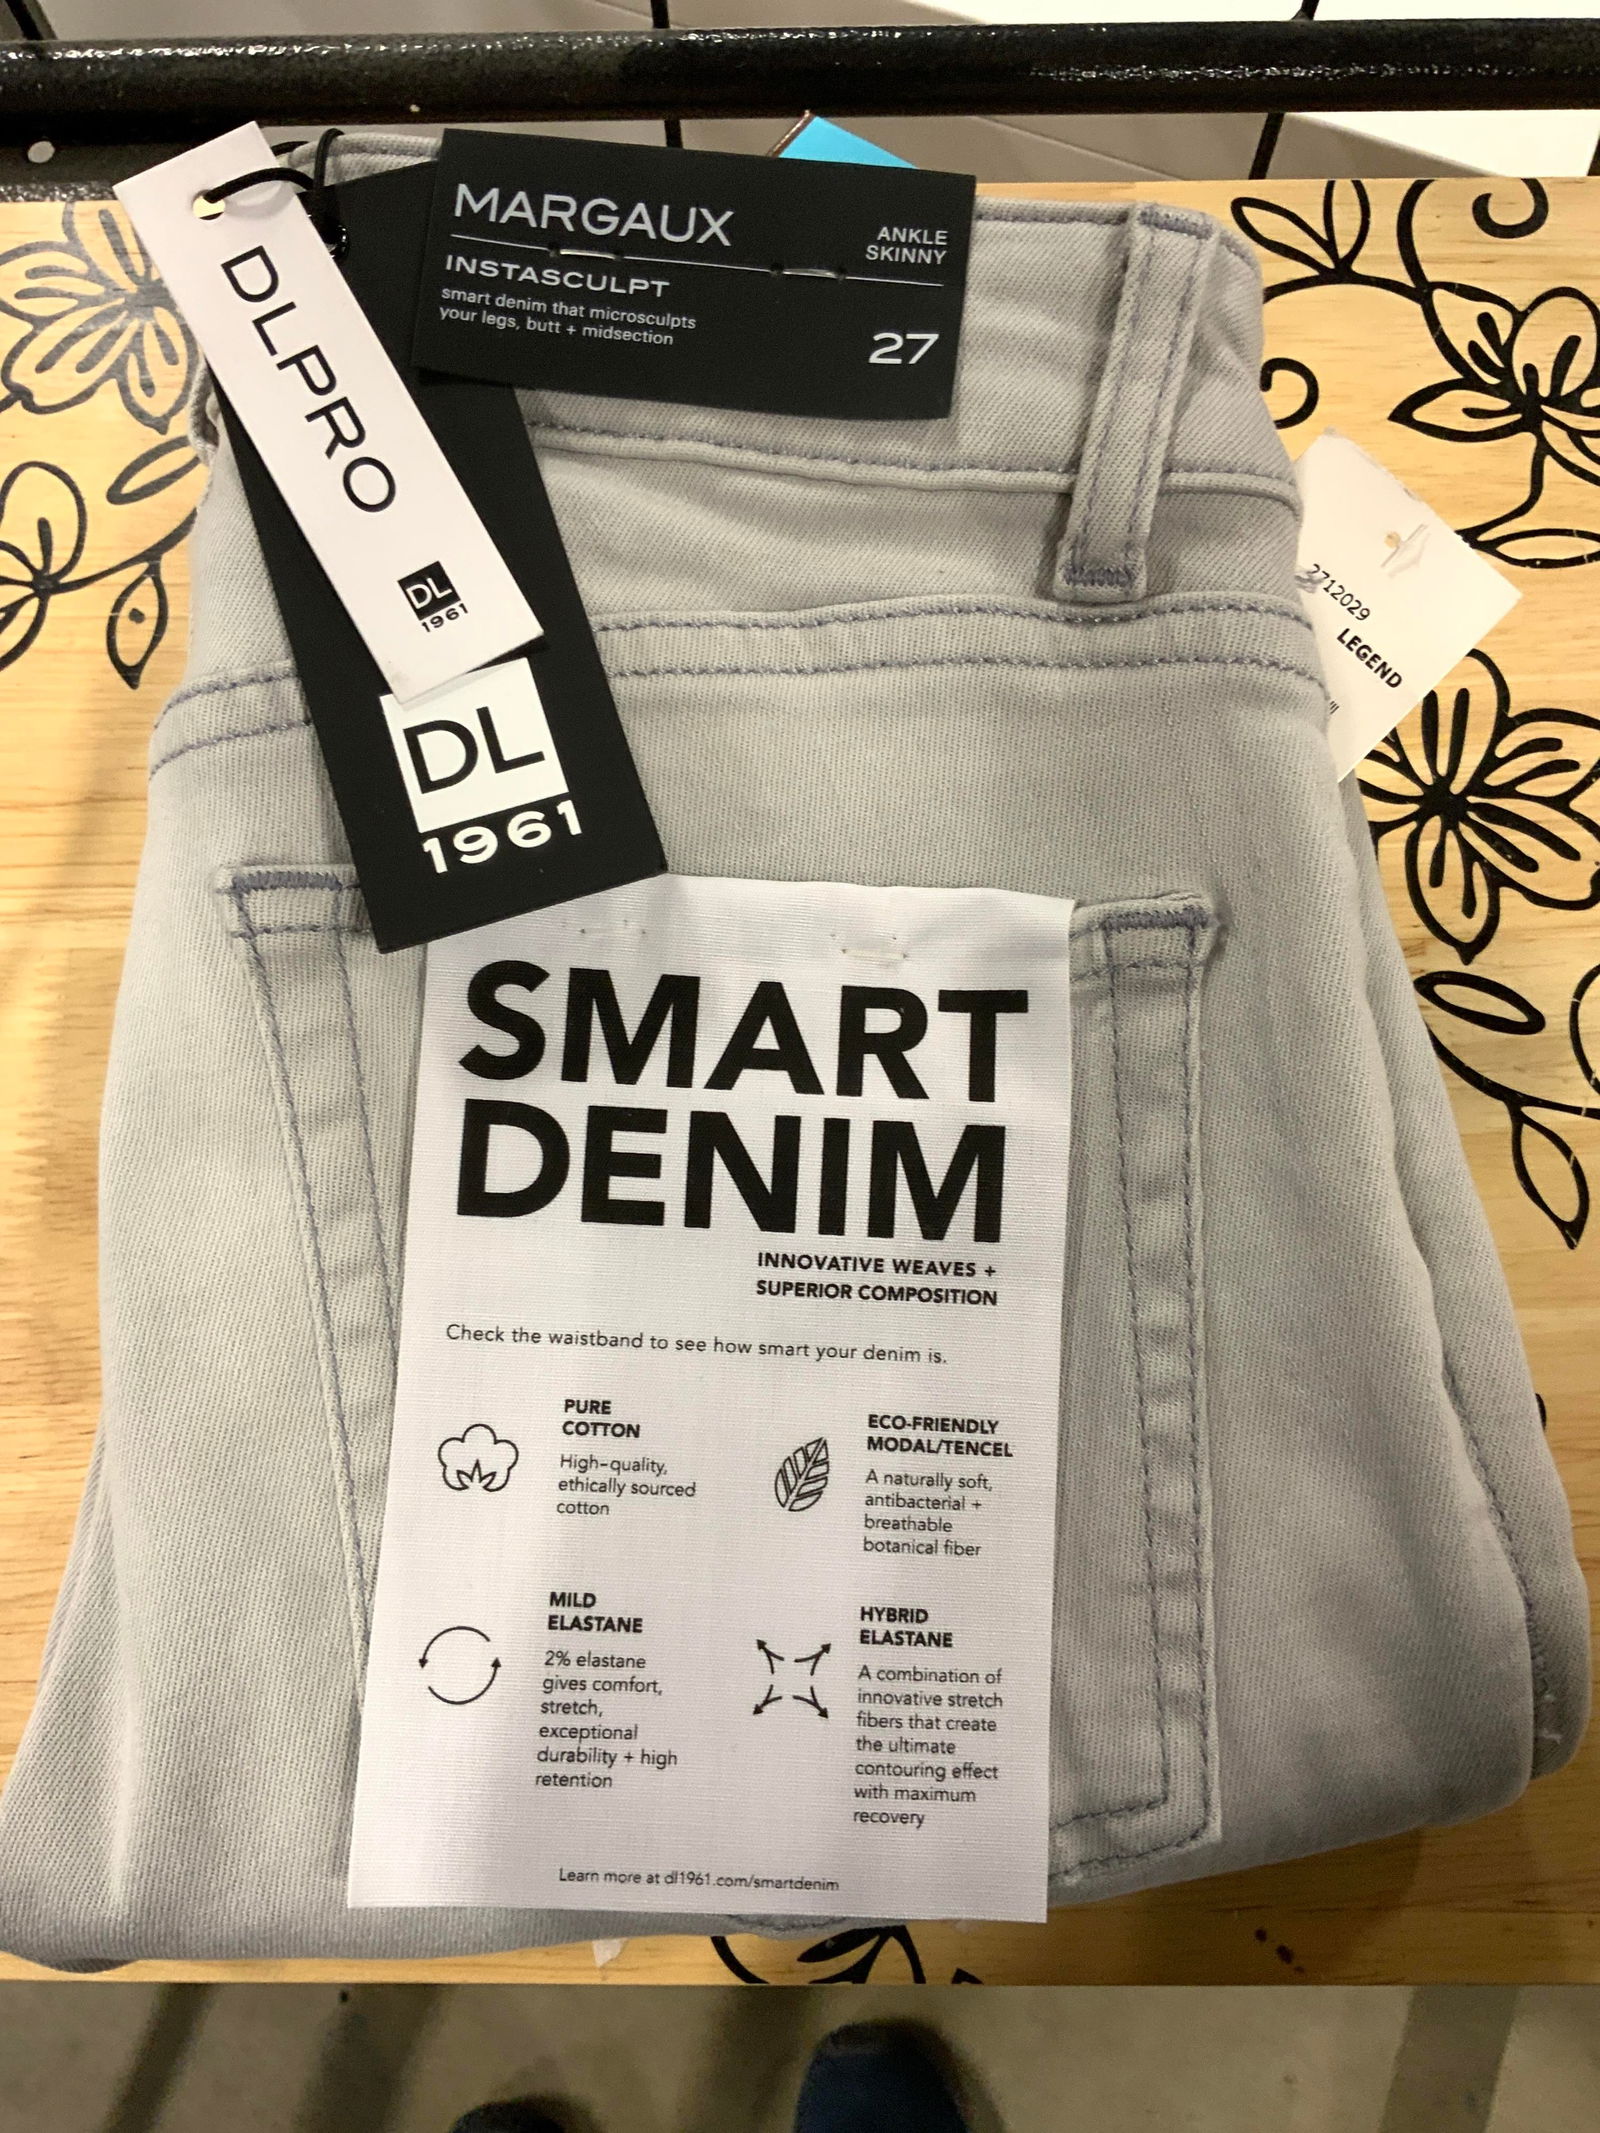 MARGAUX
ANKLE
SKINNY
INSTASCULPT
smart denim that microsculpts
your legs, butt + midsection
27
DLPRO
DL
1961
DL
1961
2712029
LEGEND
SMART
DENIM
INNOVATIVE WEAVES +
SUPERIOR COMPOSITION
Check the waistband to see how smart your denim is.
PURE
COTTON
High-quality,
ethically sourced
cotton
ECO-FRIENDLY
MODAL/TENCEL
A naturally soft,
antibacterial +
breathable
botanical fiber
MILD
ELASTANE
2% elastane
gives comfort,
stretch,
exceptional
durability + high
retention
HYBRID
ELASTANE
A combination of
innovative stretch
fibers that create
the ultimate
contouring effect
with maximum
recovery
Learn more at dl1961.com/smartdenim